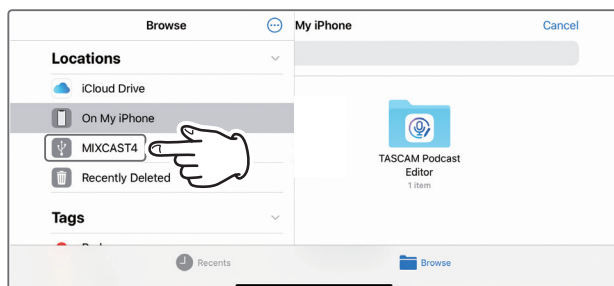 Browse
My iPhone
Cancel
Locations
iCloud Drive
On My iPhone
MIXCAST4
Recently Deleted
Tags
TASCAM Podcast
Editor
1 item
Recents
Browse